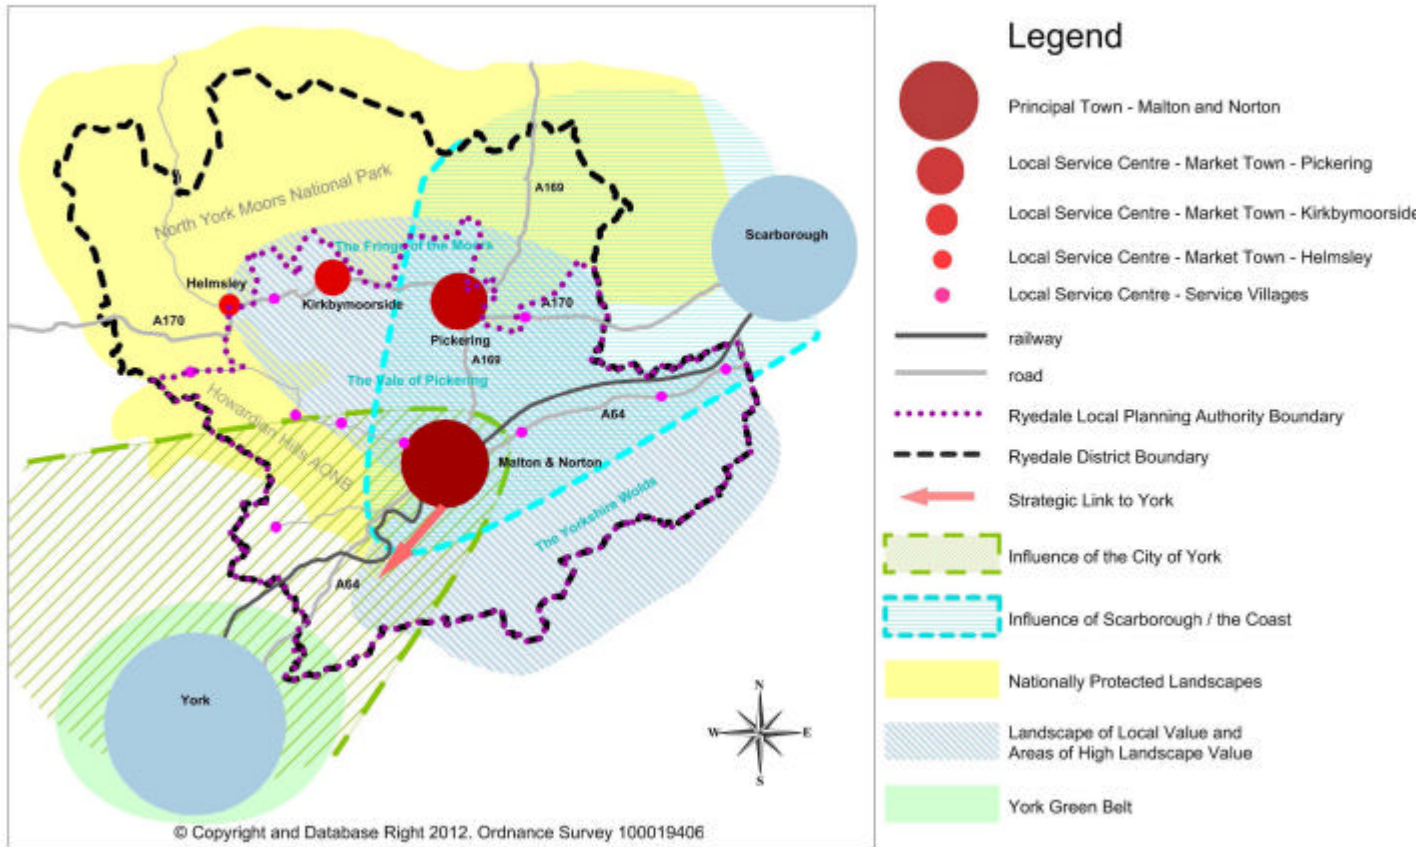 North York Moors National Park
A169
Scarborough
The Fringe of the Moors
Helmsley
Kirkbymoorside
A170
A170
Pickering
A169
The Vale of Pickering
Howardian Hills AONB
A64
Malton & Norton
The Yorkshire Wolds
A64
York
N
W
E
S
© Copyright and Database Right 2012. Ordnance Survey 100019406
Legend
Principal Town - Malton and Norton
Local Service Centre - Market Town - Pickering
Local Service Centre - Market Town - Kirkbymoorside
Local Service Centre - Market Town - Helmsley
Local Service Centre - Service Villages
railway
road
Ryedale Local Planning Authority Boundary
Ryedale District Boundary
Strategic Link to York
Influence of the City of York
Influence of Scarborough / the Coast
Nationally Protected Landscapes
Landscape of Local Value and
Areas of High Landscape Value
York Green Belt